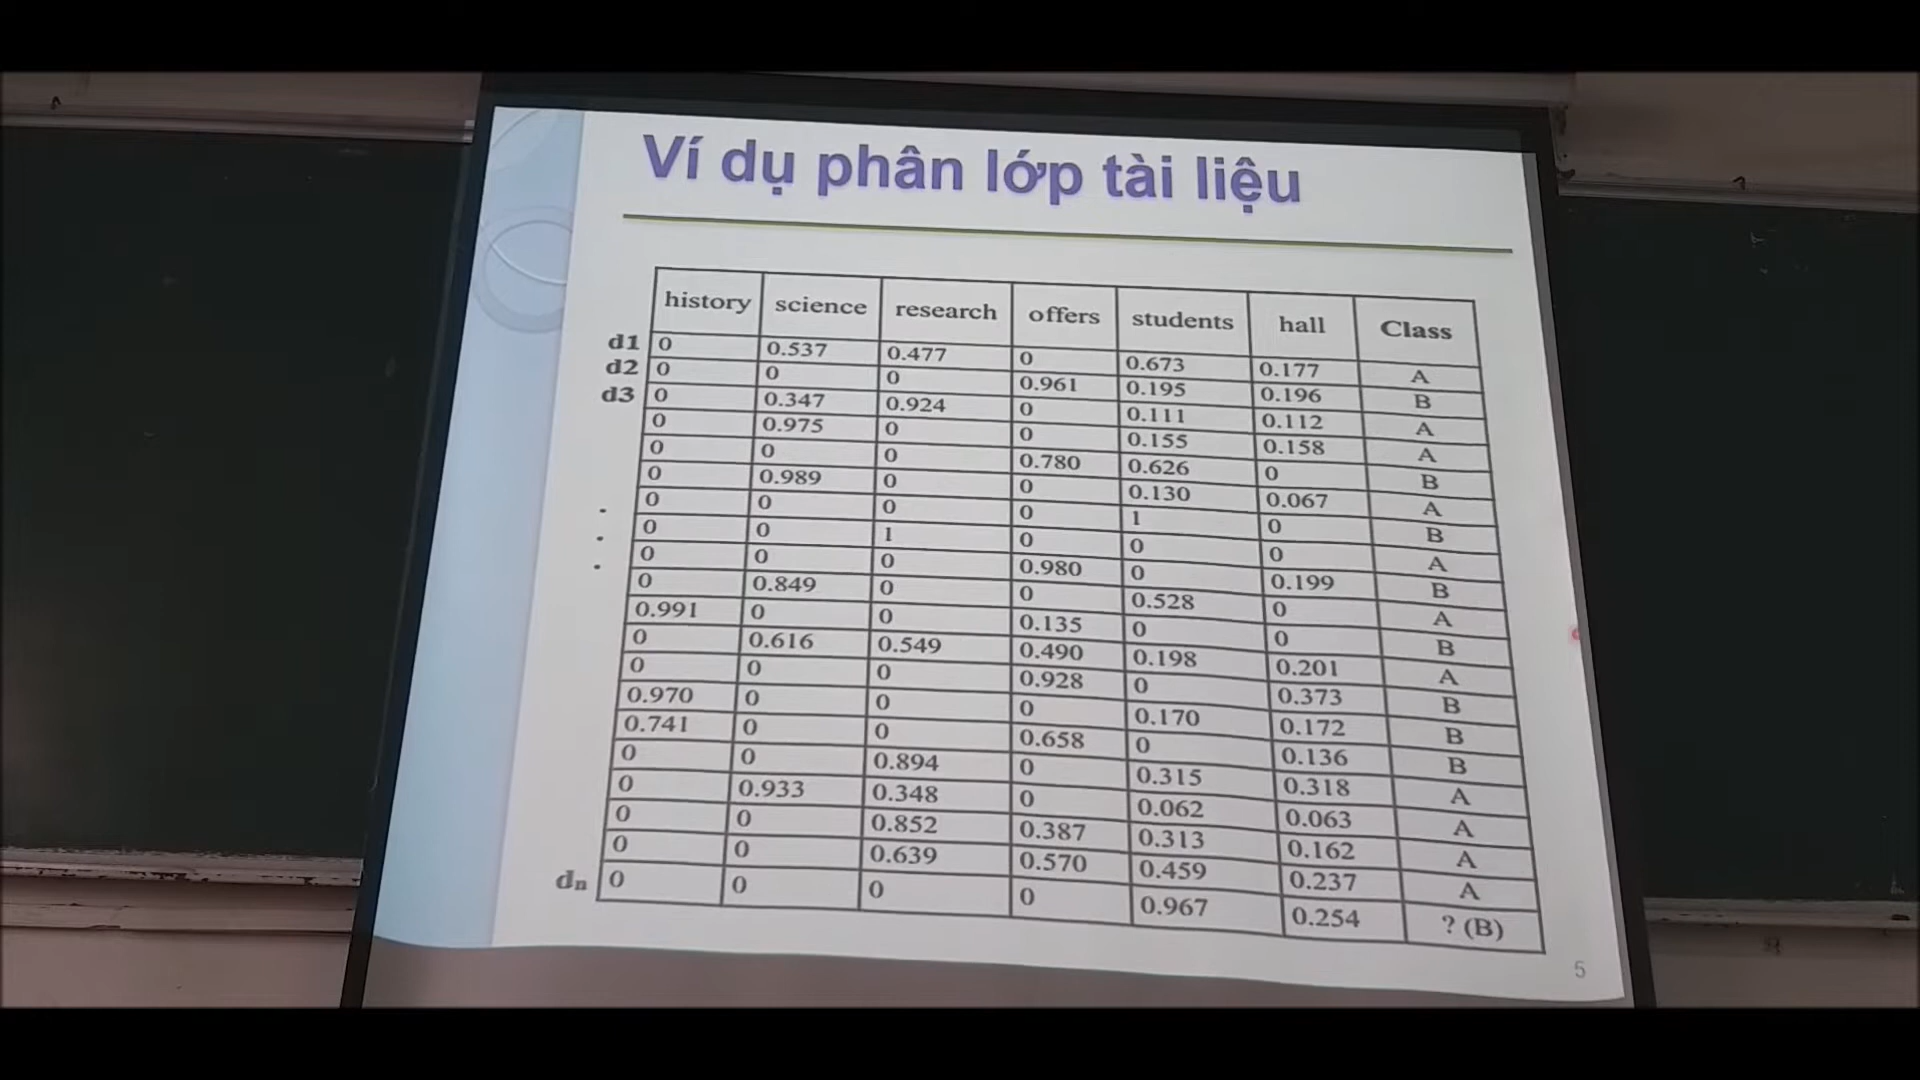 Ví dụ phân lớp tài liệu
history science research offers students hall Class
d1 0 0.537 0.477 0 0.673 0.177 A
d2 0 0 0 0.961 0.195 0.196 B
d3 0 0.347 0.924 0 0.111 0.112 A
0 0.975 0 0 0.155 0.158 A
0 0 0 0.780 0.626 0 B
0 0.989 0 0 0.130 0.067 A
0 0 0 0 1 0 B
0 0 1 0 0 0 A
0 0 0 0.980 0 0.199 B
0 0.849 0 0 0.528 0 A
0.991 0 0 0.135 0 0 B
0 0.616 0.549 0.490 0.198 0.201 A
0 0 0 0.928 0 0.373 B
0.970 0 0 0 0.170 0.172 B
0.741 0 0 0.658 0 0.136 B
0 0 0.894 0 0.315 0.318 A
0 0.933 0.348 0 0.062 0.063 A
0 0 0.852 0.387 0.313 0.162 A
0 0 0.639 0.570 0.459 0.237 A
dn 0 0 0 0 0.967 0.254 ? (B)
5